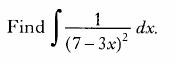 Find ∫ 1/(7 – 3x)² dx.